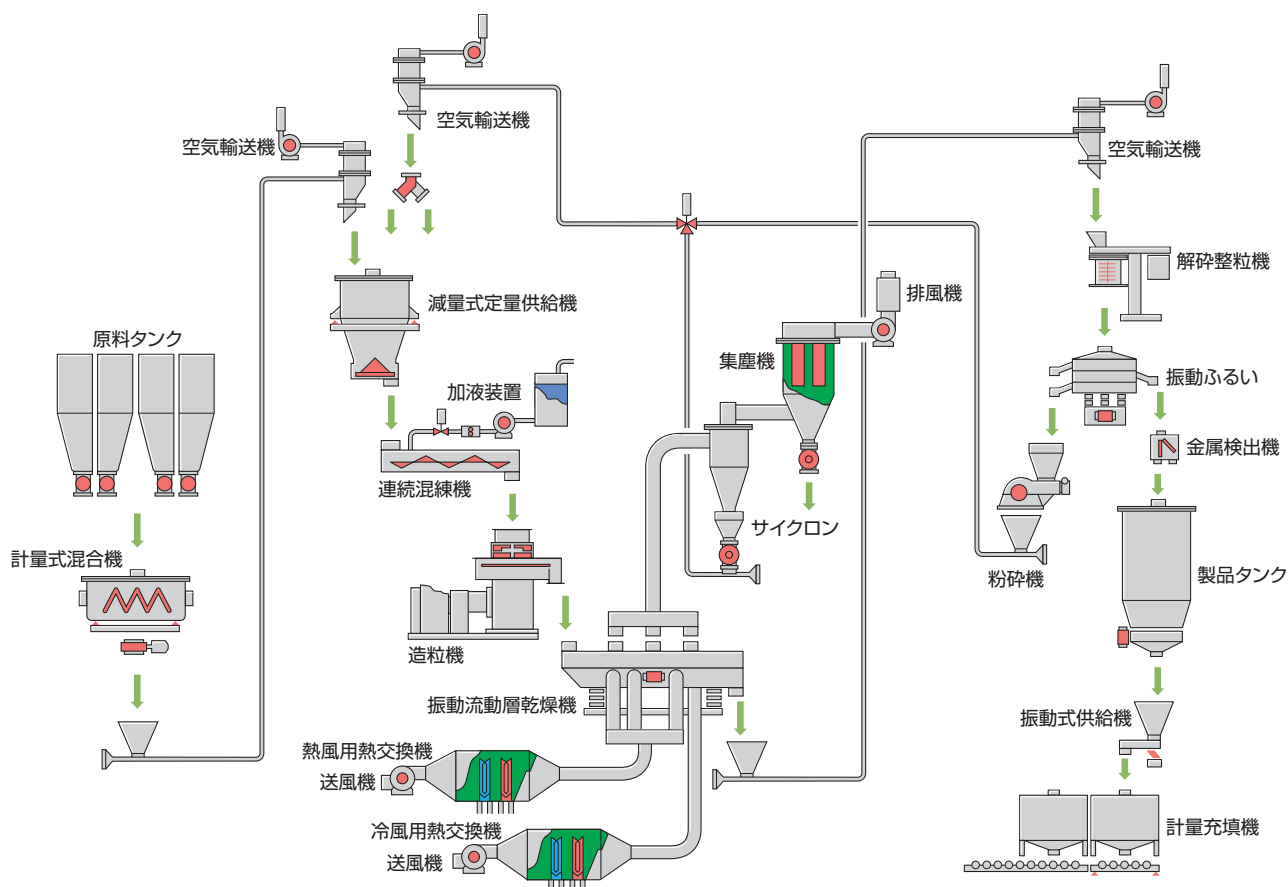 空気輸送機
空気輸送機
空気輸送機
解砕整粒機
減量式定量供給機
排風機
原料タンク
集塵機
振動ふるい
加液装置
金属検出機
連続混練機
サイクロン
計量式混合機
粉砕機
製品タンク
造粒機
振動流動層乾燥機
振動式供給機
熱風用熱交換機
送風機
冷風用熱交換機
計量充填機
送風機